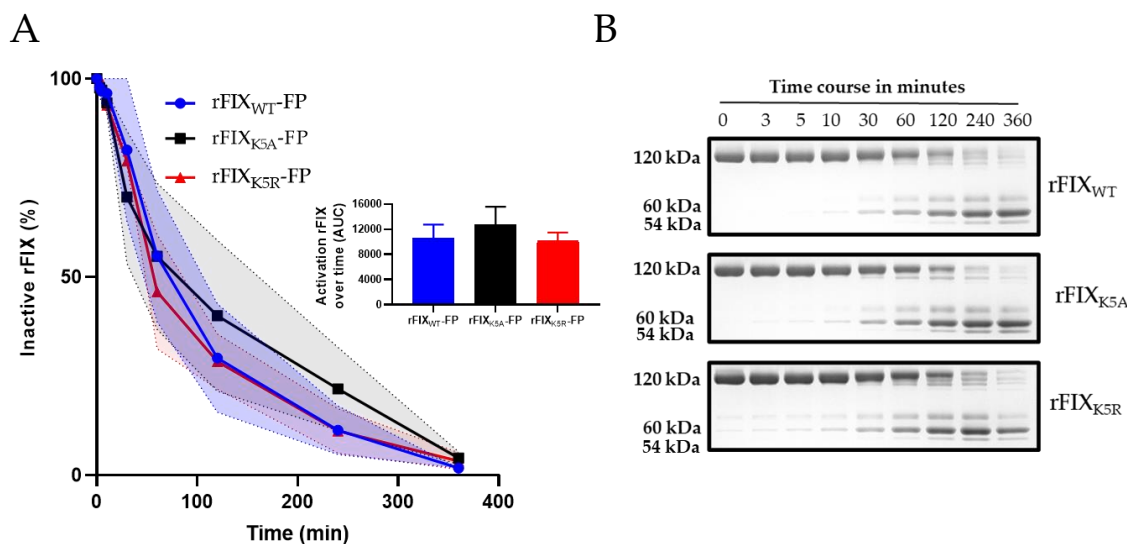 A
100
50
0
Inactive rFIX (%)
0 100 200 300 400
Time (min)
rFIXWT-FP
rFIXK5A-FP
rFIXK5R-FP
Activation rFIX
over time (AUC)
16000
12000
8000
4000
0
rFIXWT-FP rFIXK5A-FP rFIXK5R-FP
B
Time course in minutes
0 3 5 10 30 60 120 240 360
120 kDa
60 kDa
54 kDa
rFIXWT
120 kDa
60 kDa
54 kDa
rFIXK5A
120 kDa
60 kDa
54 kDa
rFIXK5R